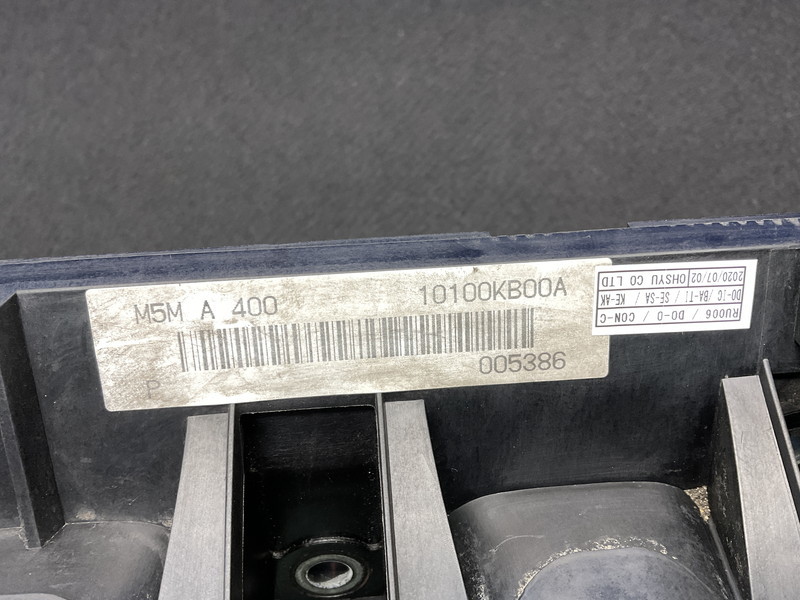 M5M A 400
10100KB00A
005386
P
RU006 / DO-D / CON-C
DO-IC /BA-TI / SE-SA / KE-AK
2020/07/02 OHSYU CO LTD